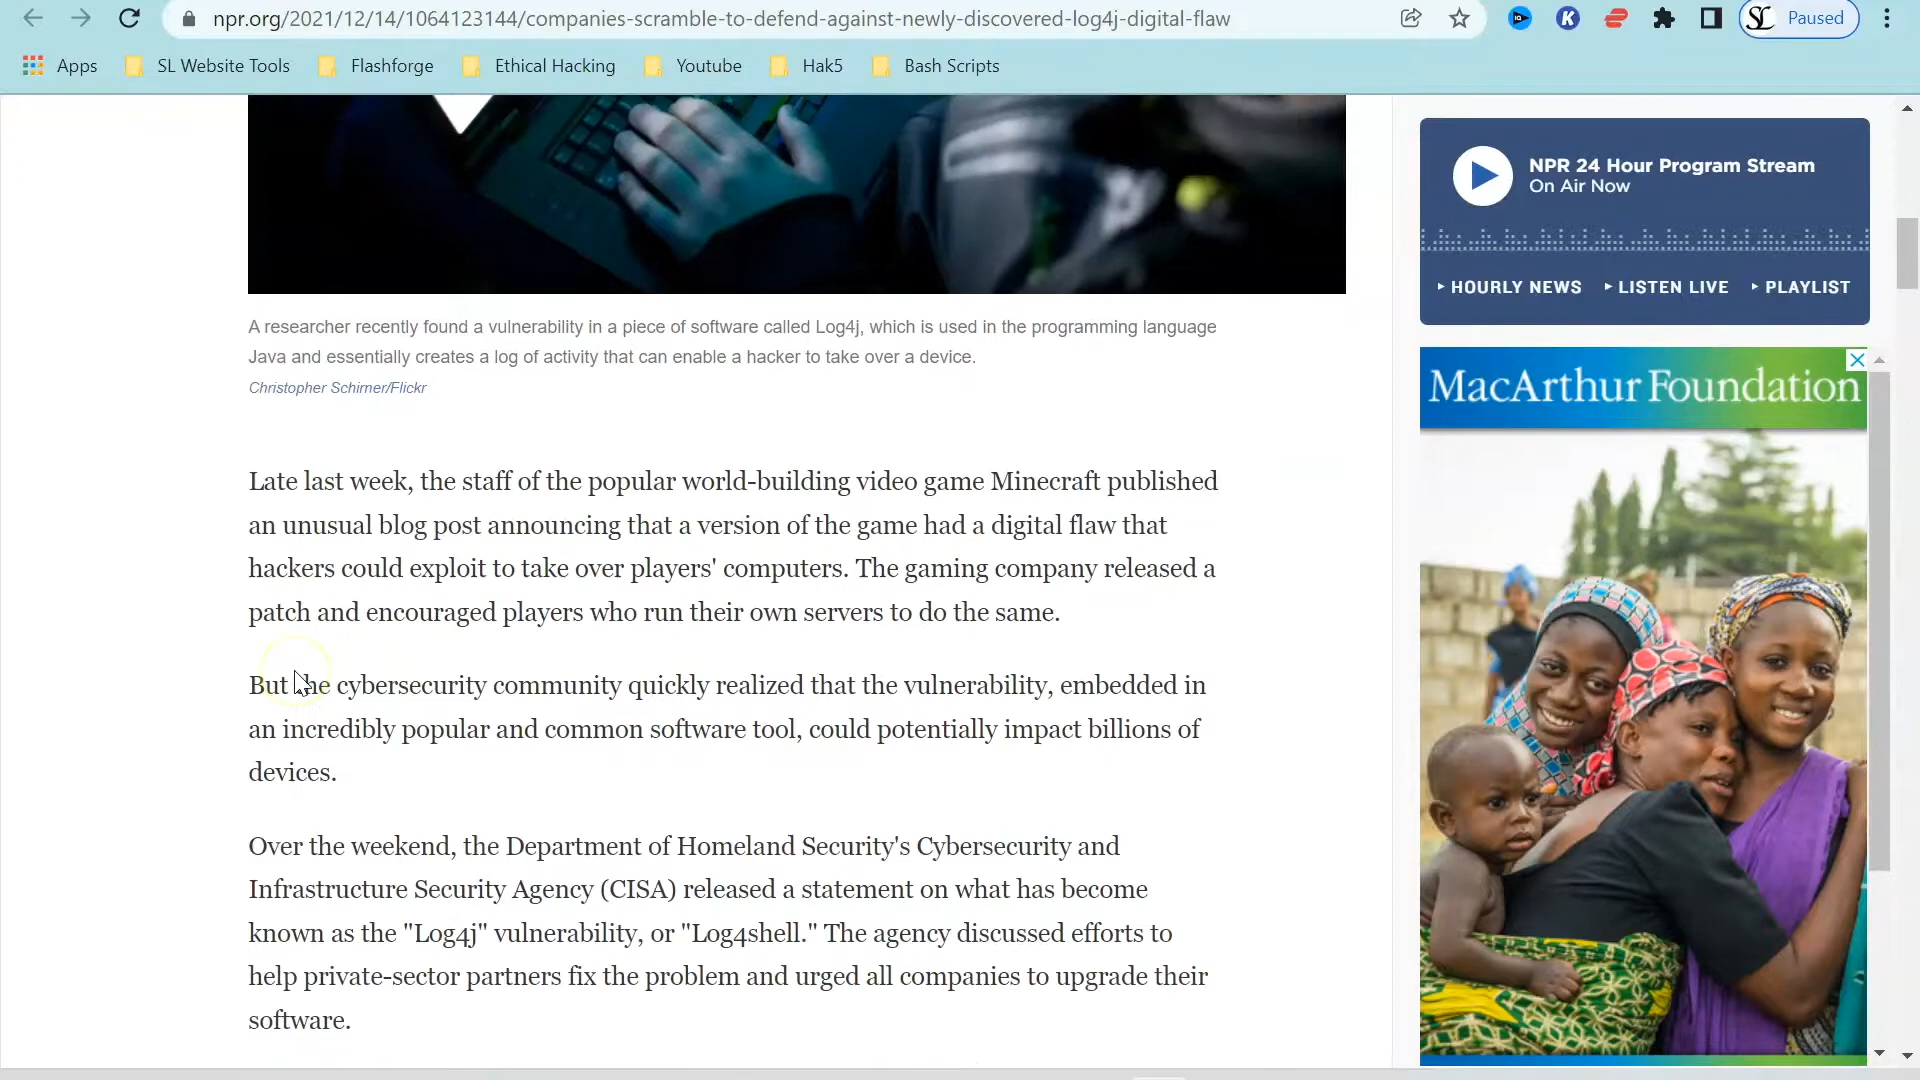 npr.org/2021/12/14/1064123144/companies-scramble-to-defend-against-newly-discovered-log4j-digital-flaw
Paused
Apps
SL Website Tools
Flashforge
Ethical Hacking
Youtube
Hak5
Bash Scripts
A researcher recently found a vulnerability in a piece of software called Log4j, which is used in the programming language
Java and essentially creates a log of activity that can enable a hacker to take over a device.
Christopher Schirner/Flickr
Late last week, the staff of the popular world-building video game Minecraft published
an unusual blog post announcing that a version of the game had a digital flaw that
hackers could exploit to take over players' computers. The gaming company released a
patch and encouraged players who run their own servers to do the same.
But the cybersecurity community quickly realized that the vulnerability, embedded in
an incredibly popular and common software tool, could potentially impact billions of
devices.
Over the weekend, the Department of Homeland Security's Cybersecurity and
Infrastructure Security Agency (CISA) released a statement on what has become
known as the "Log4j" vulnerability, or "Log4shell." The agency discussed efforts to
help private-sector partners fix the problem and urged all companies to upgrade their
software.
NPR 24 Hour Program Stream
On Air Now
HOURLY NEWS
LISTEN LIVE
PLAYLIST
MacArthur Foundation